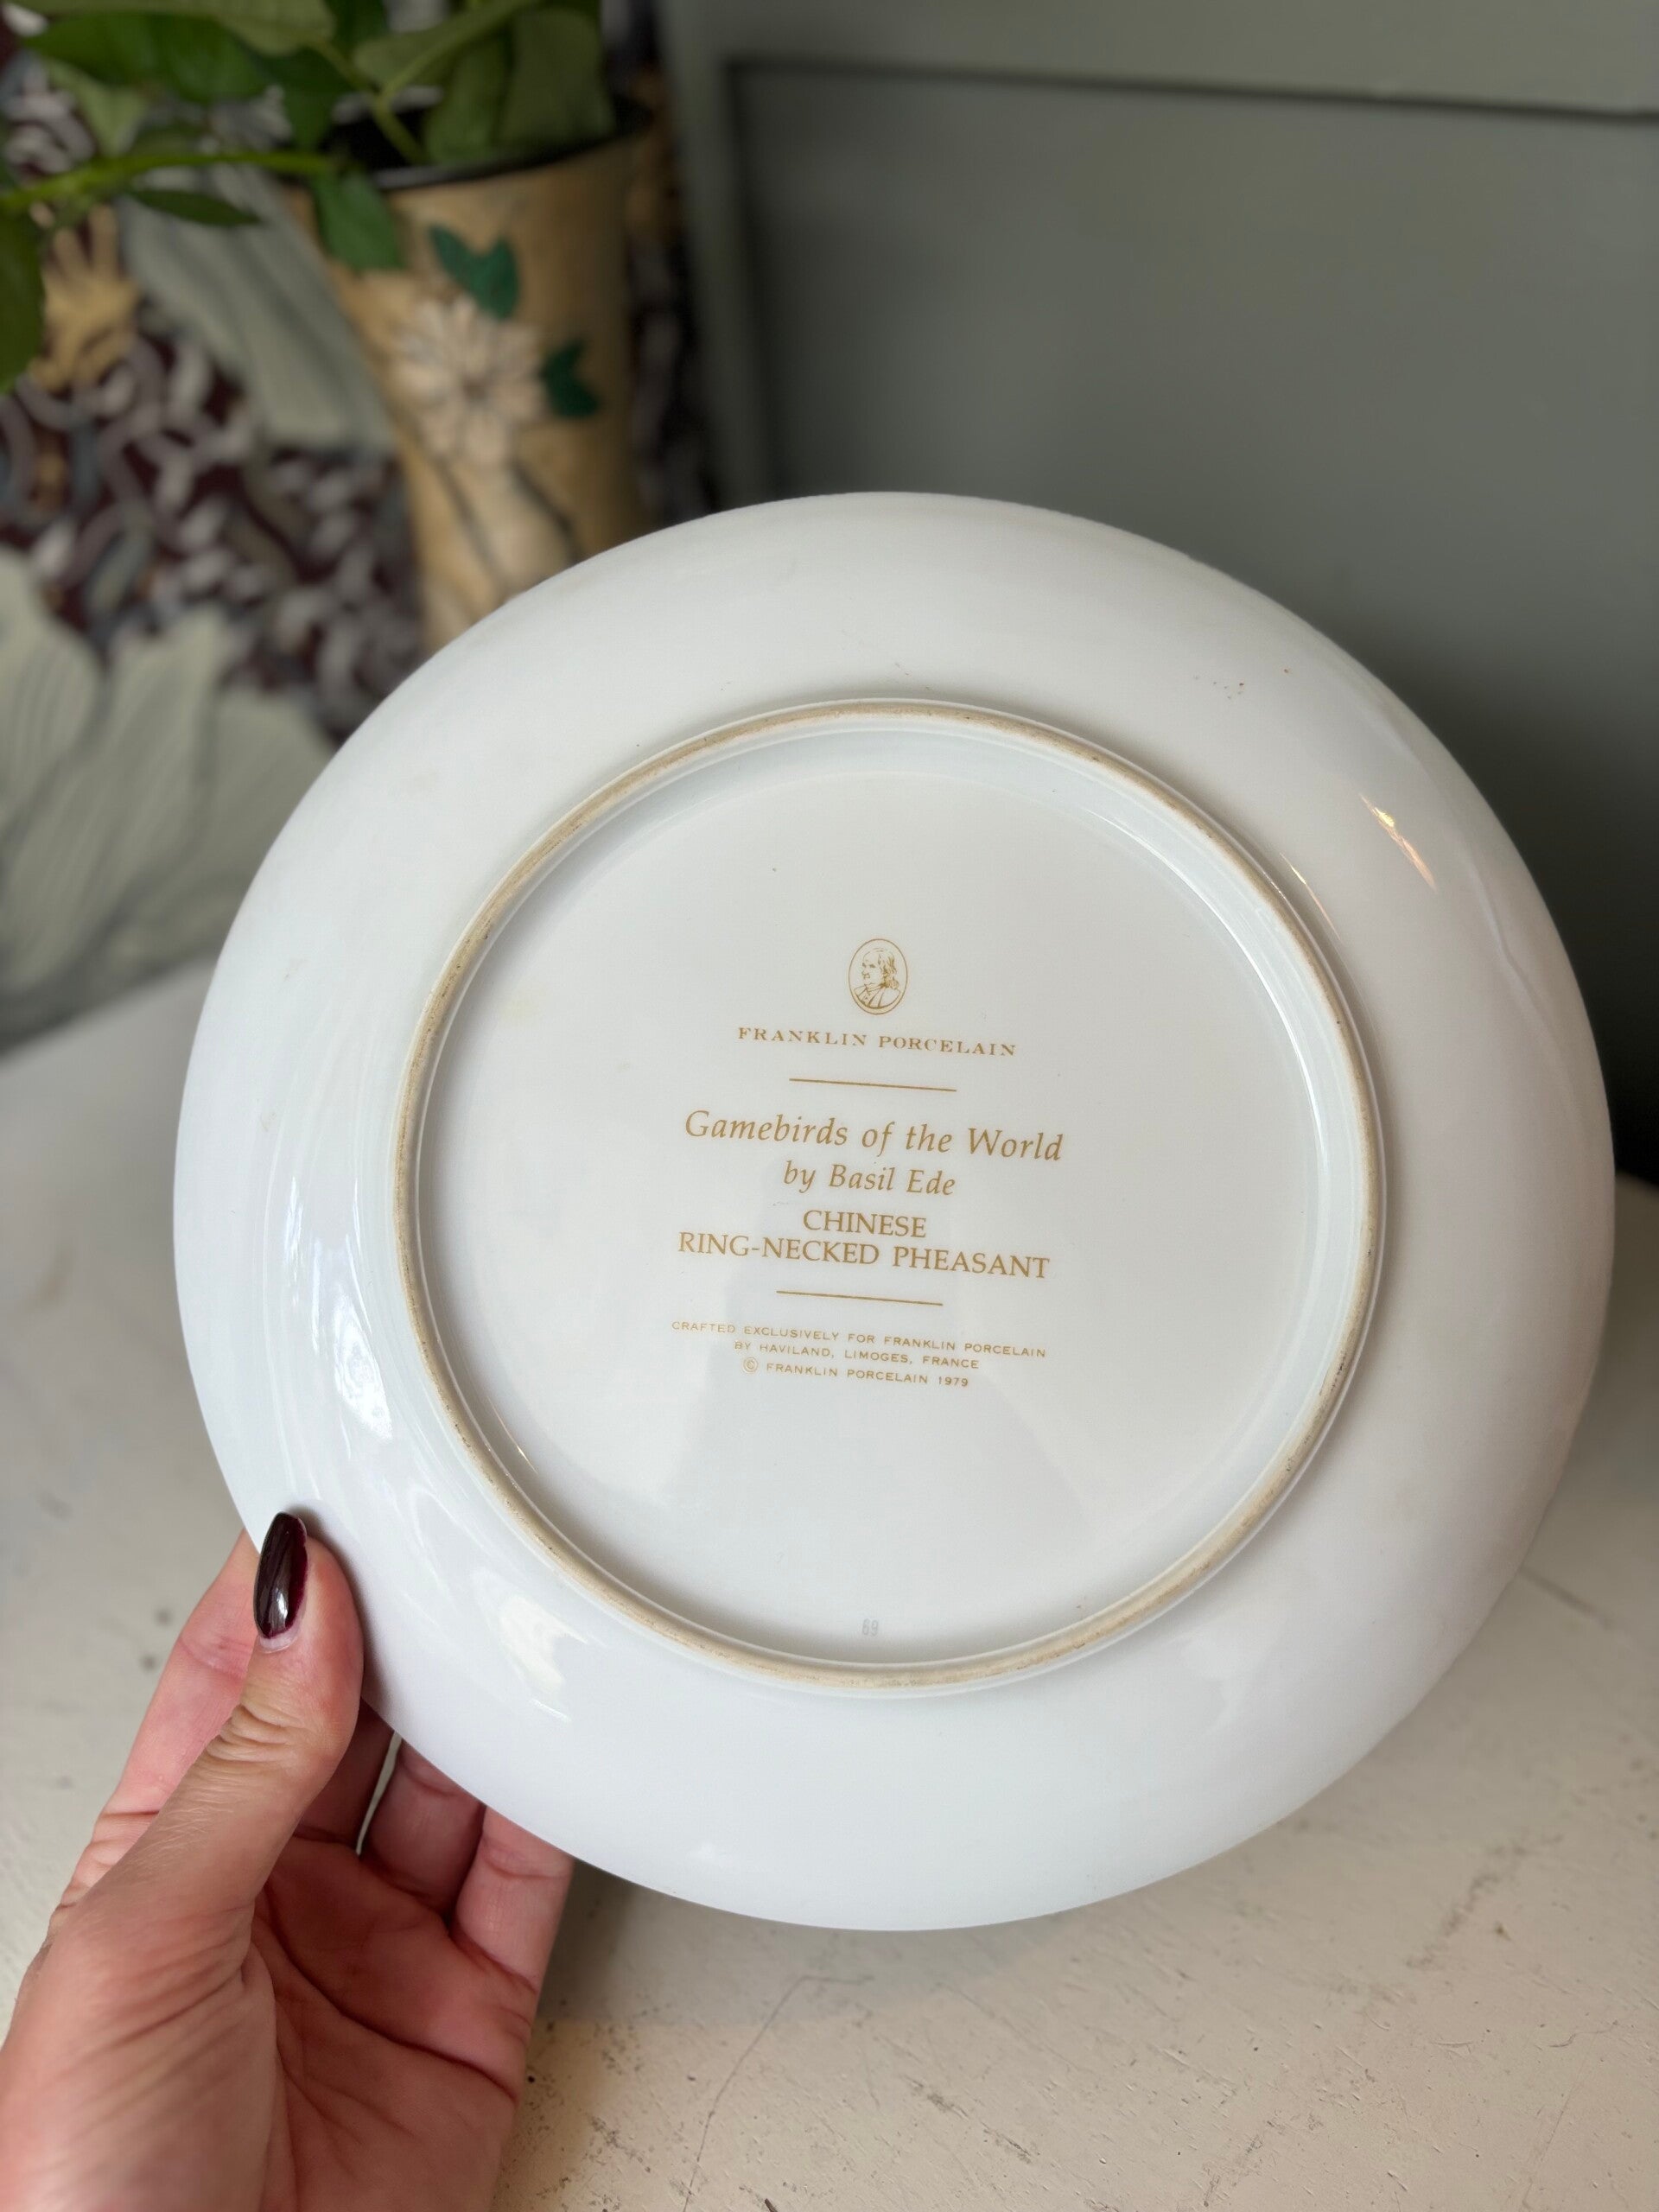 FRANKLIN PORCELAIN
Gamebirds of the World
by Basil Ede
CHINESE
RING-NECKED PHEASANT
CRAFTED EXCLUSIVELY FOR FRANKLIN PORCELAIN
BY HAVILAND, LIMOGES, FRANCE
© FRANKLIN PORCELAIN 1979
69